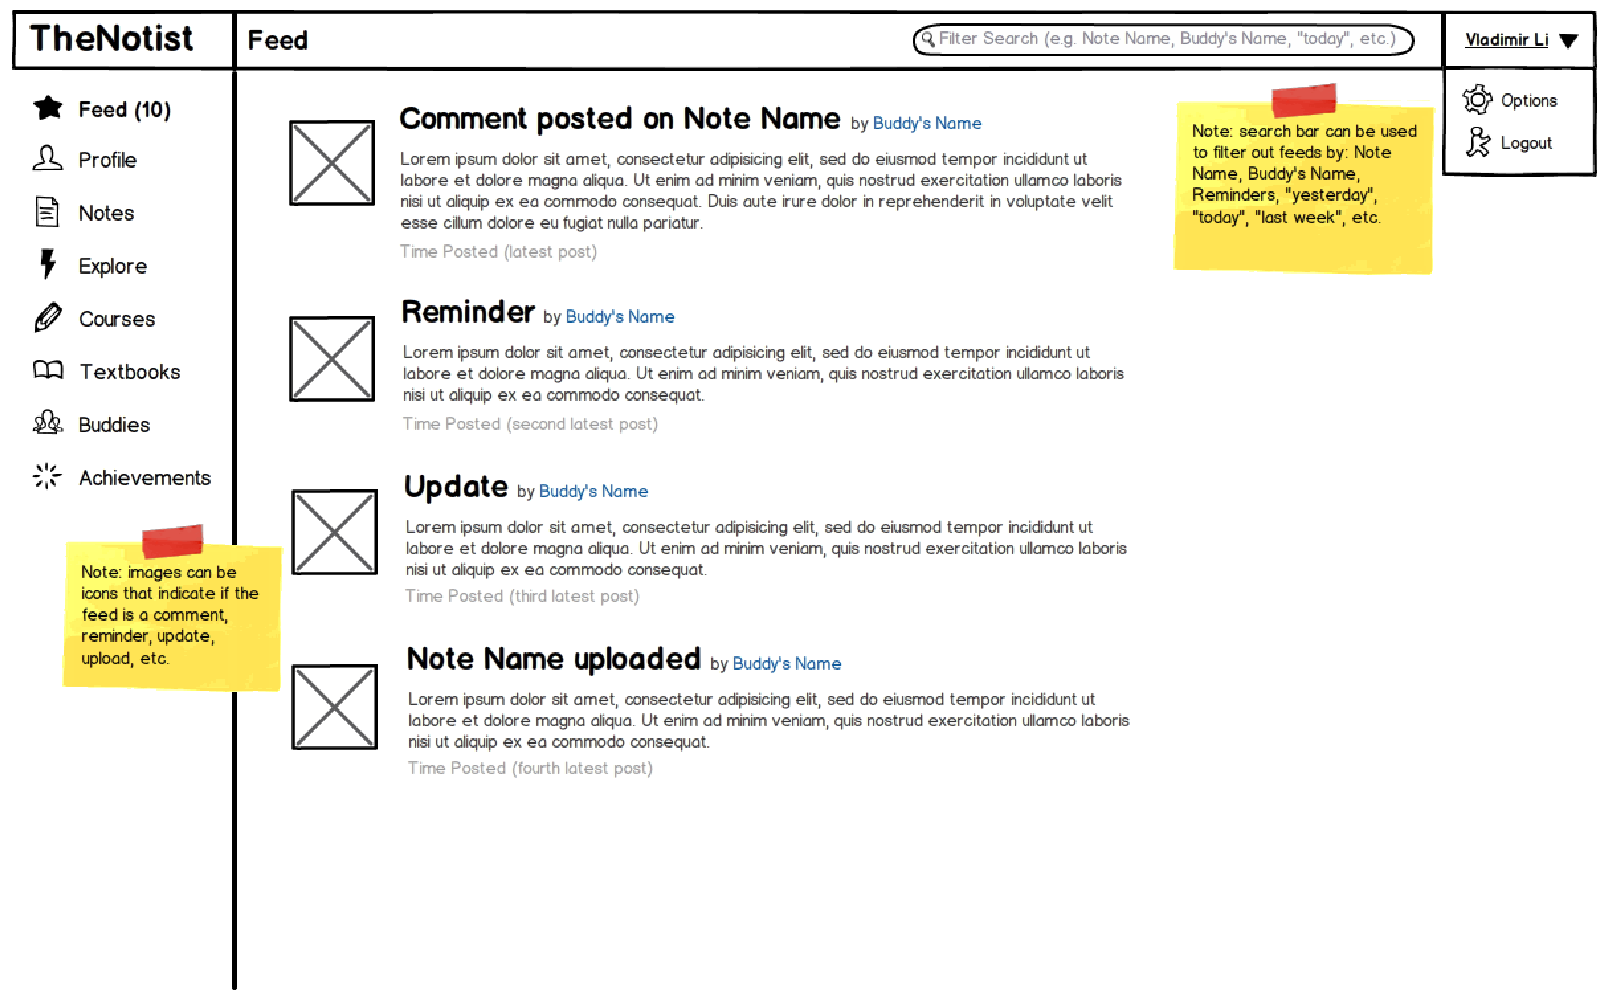 TheNotist
Feed
Filter Search (e.g. Note Name, Buddy's Name, "today", etc.)
Vladimir Li
Options
Logout
Feed (10)
Profile
Notes
Explore
Courses
Textbooks
Buddies
Achievements
Note: images can be
icons that indicate if the
feed is a comment,
reminder, update,
upload, etc.
Comment posted on Note Name by Buddy's Name
Lorem ipsum dolor sit amet, consectetur adipisicing elit, sed do eiusmod tempor incididunt ut
labore et dolore magna aliqua. Ut enim ad minim veniam, quis nostrud exercitation ullamco laboris
nisi ut aliquip ex ea commodo consequat. Duis aute irure dolor in reprehenderit in voluptate velit
esse cillum dolore eu fugiat nulla pariatur.
Time Posted (latest post)
Reminder by Buddy's Name
Lorem ipsum dolor sit amet, consectetur adipisicing elit, sed do eiusmod tempor incididunt ut
labore et dolore magna aliqua. Ut enim ad minim veniam, quis nostrud exercitation ullamco laboris
nisi ut aliquip ex ea commodo consequat.
Time Posted (second latest post)
Update by Buddy's Name
Lorem ipsum dolor sit amet, consectetur adipisicing elit, sed do eiusmod tempor incididunt ut
labore et dolore magna aliqua. Ut enim ad minim veniam, quis nostrud exercitation ullamco laboris
nisi ut aliquip ex ea commodo consequat.
Time Posted (third latest post)
Note Name uploaded by Buddy's Name
Lorem ipsum dolor sit amet, consectetur adipisicing elit, sed do eiusmod tempor incididunt ut
labore et dolore magna aliqua. Ut enim ad minim veniam, quis nostrud exercitation ullamco laboris
nisi ut aliquip ex ea commodo consequat.
Time Posted (fourth latest post)
Note: search bar can be used
to filter out feeds by: Note
Name, Buddy's Name,
Reminders, "yesterday",
"today", "last week", etc.